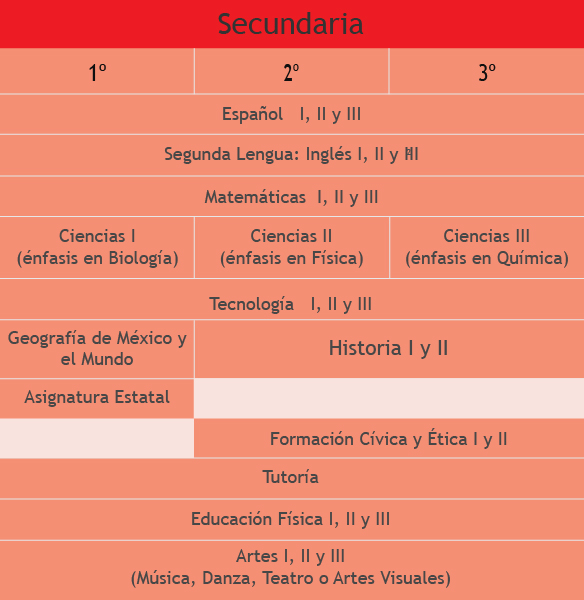 Secundaria
1º 2º 3º
Español I, II y III
Segunda Lengua: Inglés I, II y III
Matemáticas I, II y III
Ciencias I Ciencias II Ciencias III
(énfasis en Biología) (énfasis en Física) (énfasis en Química)
Tecnología I, II y III
Geografía de México y
el Mundo
Historia I y II
Asignatura Estatal
Formación Cívica y Ética I y II
Tutoría
Educación Física I, II y III
Artes I, II y III
(Música, Danza, Teatro o Artes Visuales)